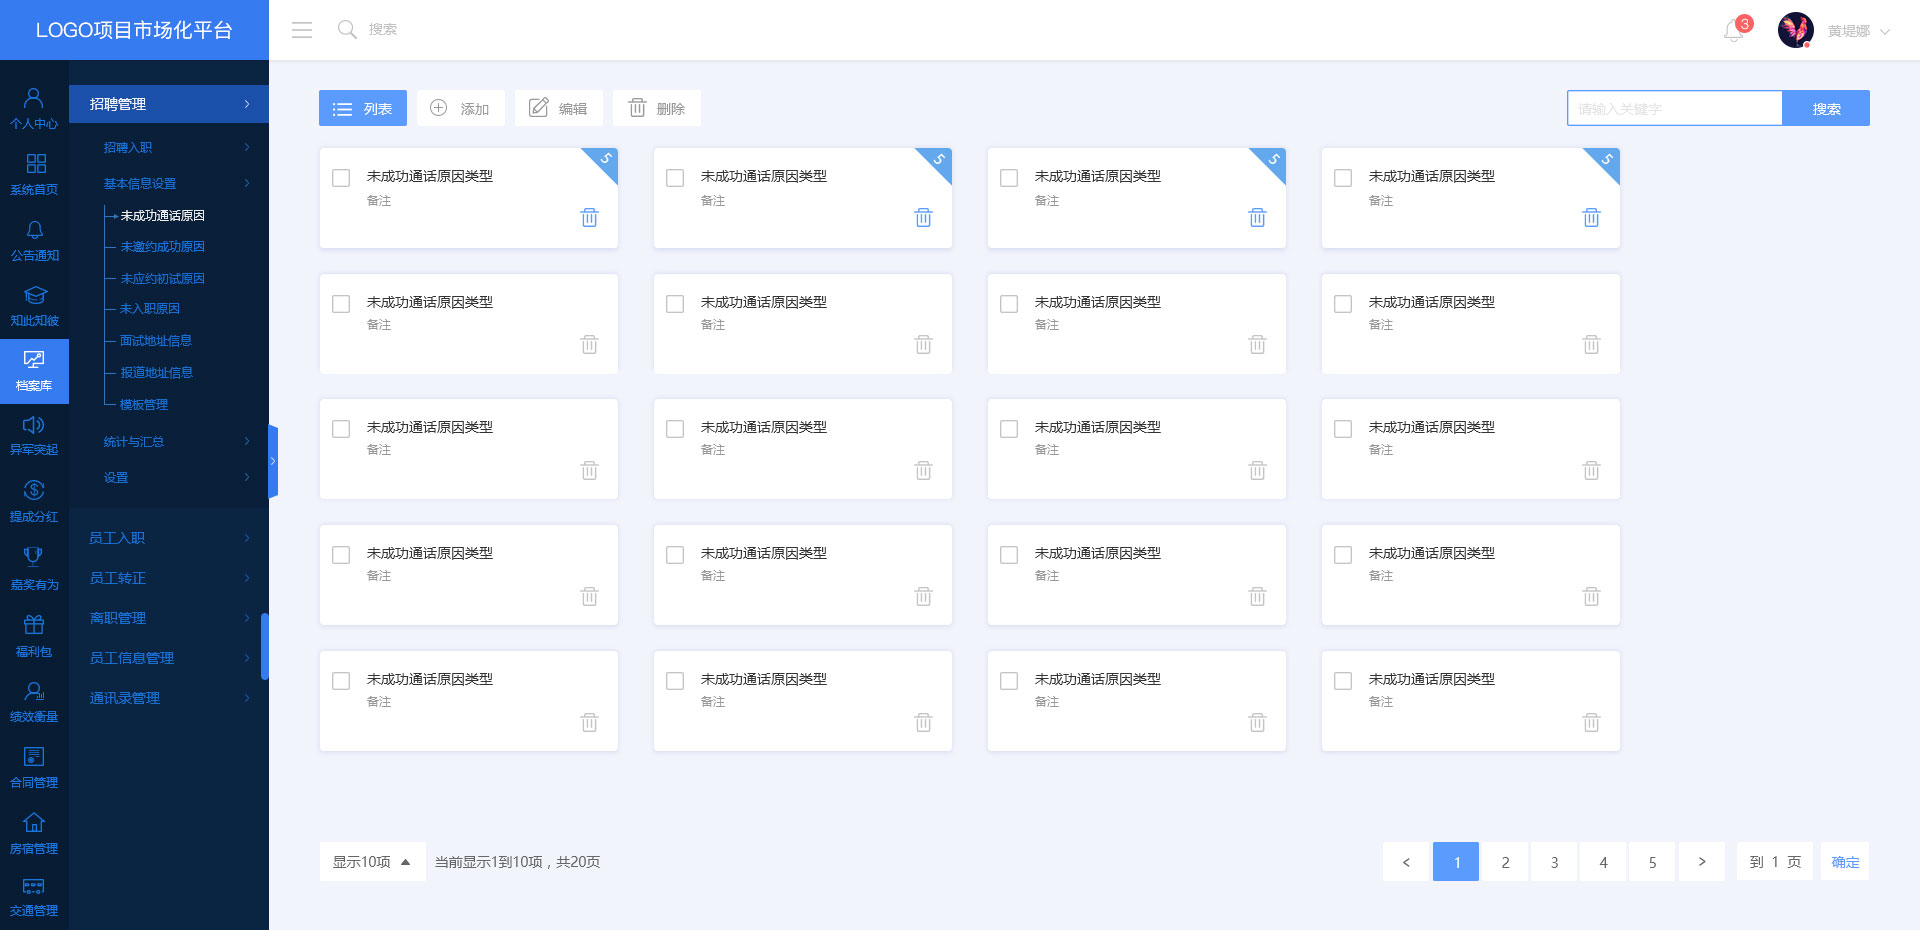 LOGO项目市场化平台
搜索
3
黄堤娜
个人中心
系统首页
公告通知
知此知彼
档案库
异军突起
提成分红
嘉奖有为
福利包
绩效衡量
合同管理
房宿管理
交通管理
招聘管理
招聘入职
基本信息设置
未成功通话原因
未邀约成功原因
未应约初试原因
未入职原因
面试地址信息
报道地址信息
模板管理
统计与汇总
设置
员工入职
员工转正
离职管理
员工信息管理
通讯录管理
列表 添加 编辑 删除
请输入关键字 搜索
5 5 5 5
未成功通话原因类型 未成功通话原因类型 未成功通话原因类型 未成功通话原因类型
备注 备注 备注 备注
未成功通话原因类型 未成功通话原因类型 未成功通话原因类型 未成功通话原因类型
备注 备注 备注 备注
未成功通话原因类型 未成功通话原因类型 未成功通话原因类型 未成功通话原因类型
备注 备注 备注 备注
未成功通话原因类型 未成功通话原因类型 未成功通话原因类型 未成功通话原因类型
备注 备注 备注 备注
未成功通话原因类型 未成功通话原因类型 未成功通话原因类型 未成功通话原因类型
备注 备注 备注 备注
显示10项 当前显示1到10项，共20页
< 1 2 3 4 5 > 到 1 页 确定